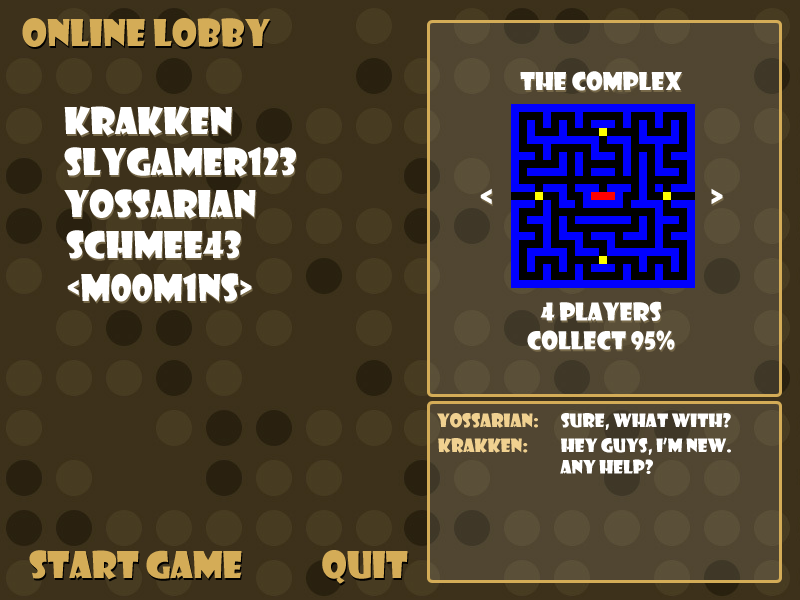 ONLINE LOBBY
KRAKKEN
SLYGAMER123
YOSSARIAN
SCHMEE43
<M00M1NS>
THE COMPLEX
< >
4 PLAYERS
COLLECT 95%
YOSSARIAN: SURE, WHAT WITH?
KRAKKEN: HEY GUYS, I'M NEW.
ANY HELP?
START GAME QUIT